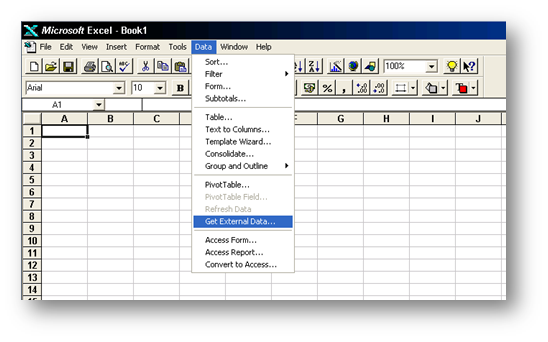 Microsoft Excel - Book1
File Edit View Insert Format Tools Data Window Help
100%
Arial 10 B % ,
A1
Sort...
Filter
Form...
Subtotals...
Table...
Text to Columns...
Template Wizard...
Consolidate...
Group and Outline
PivotTable...
PivotTable Field...
Refresh Data
Get External Data...
Access Form...
Access Report...
Convert to Access...
A B C F G H I J
1
2
3
4
5
6
7
8
9
10
11
12
13
14